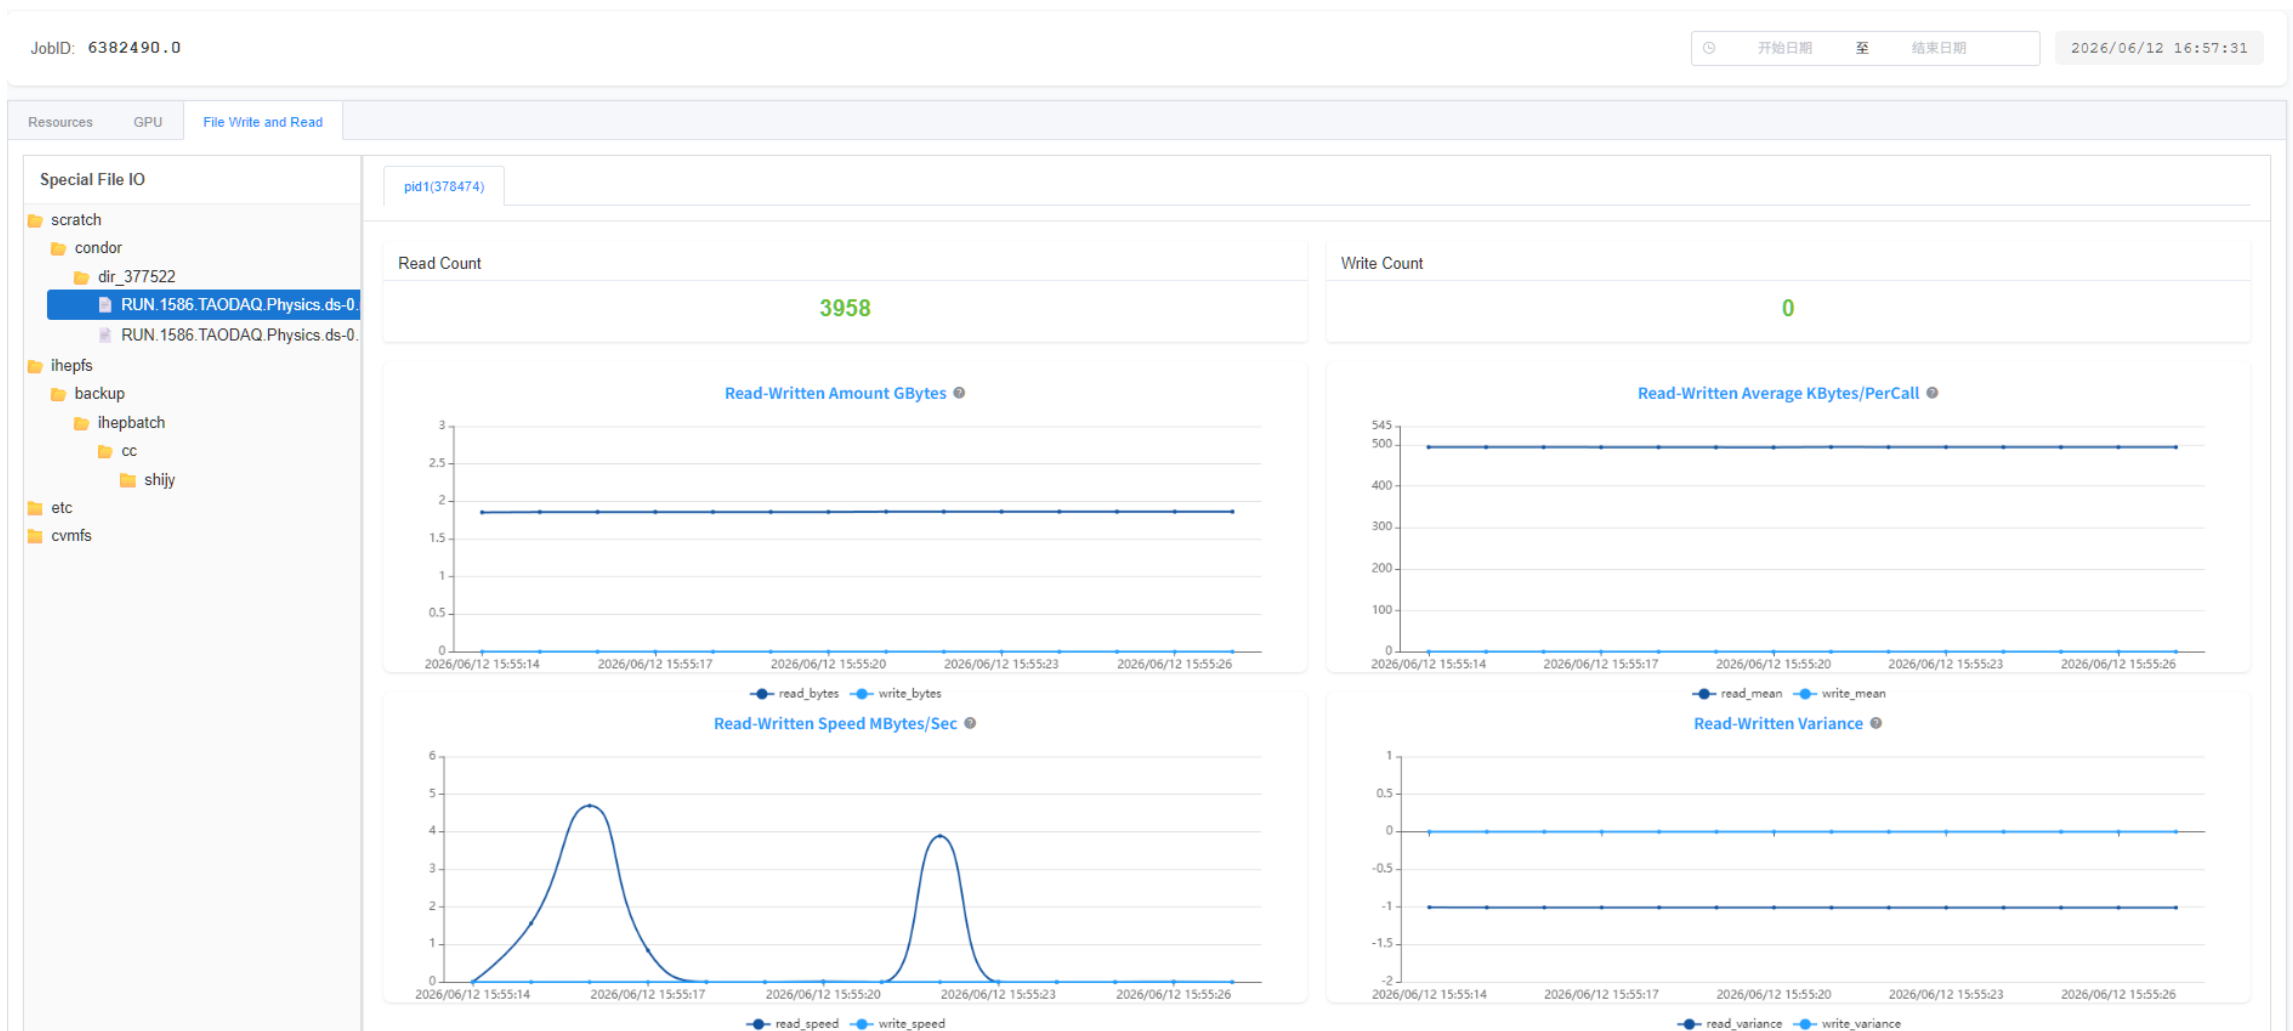 JobID: 6382490.0
开始日期 至 结束日期
2026/06/12 16:57:31
Resources GPU File Write and Read
Special File IO
scratch
condor
dir_377522
RUN.1586.TAODAQ.Physics.ds-0.
RUN.1586.TAODAQ.Physics.ds-0.
ihepfs
backup
ihepbatch
cc
shijy
etc
cvmfs
pid1(378474)
Read Count
3958
Write Count
0
Read-Written Amount GBytes
3
2.5
2
1.5
1
0.5
0
2026/06/12 15:55:14 2026/06/12 15:55:17 2026/06/12 15:55:20 2026/06/12 15:55:23 2026/06/12 15:55:26
read_bytes write_bytes
Read-Written Average KBytes/PerCall
545
500
400
300
200
100
0
2026/06/12 15:55:14 2026/06/12 15:55:17 2026/06/12 15:55:20 2026/06/12 15:55:23 2026/06/12 15:55:26
read_mean write_mean
Read-Written Speed MBytes/Sec
6
5
4
3
2
1
0
2026/06/12 15:55:14 2026/06/12 15:55:17 2026/06/12 15:55:20 2026/06/12 15:55:23 2026/06/12 15:55:26
read_speed write_speed
Read-Written Variance
1
0.5
0
-0.5
-1
-1.5
-2
2026/06/12 15:55:14 2026/06/12 15:55:17 2026/06/12 15:55:20 2026/06/12 15:55:23 2026/06/12 15:55:26
read_variance write_variance